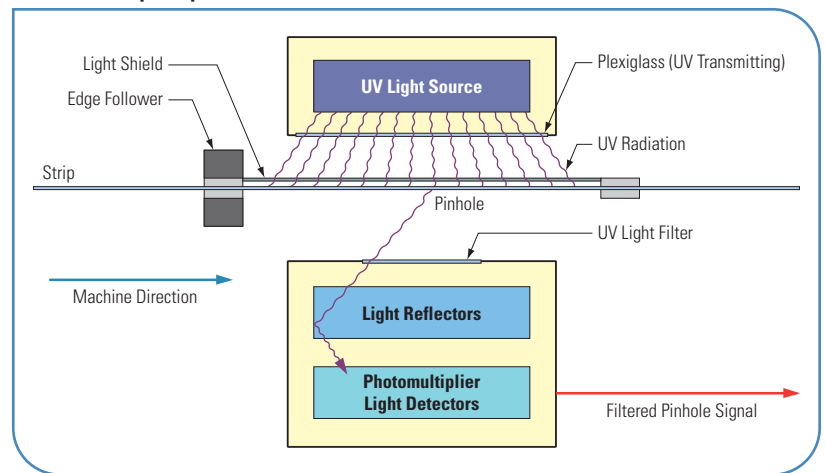 Light Shield
Edge Follower
Strip
UV Light Source
Plexiglass (UV Transmitting)
UV Radiation
Pinhole
UV Light Filter
Machine Direction
Light Reflectors
Photomultiplier
Light Detectors
Filtered Pinhole Signal